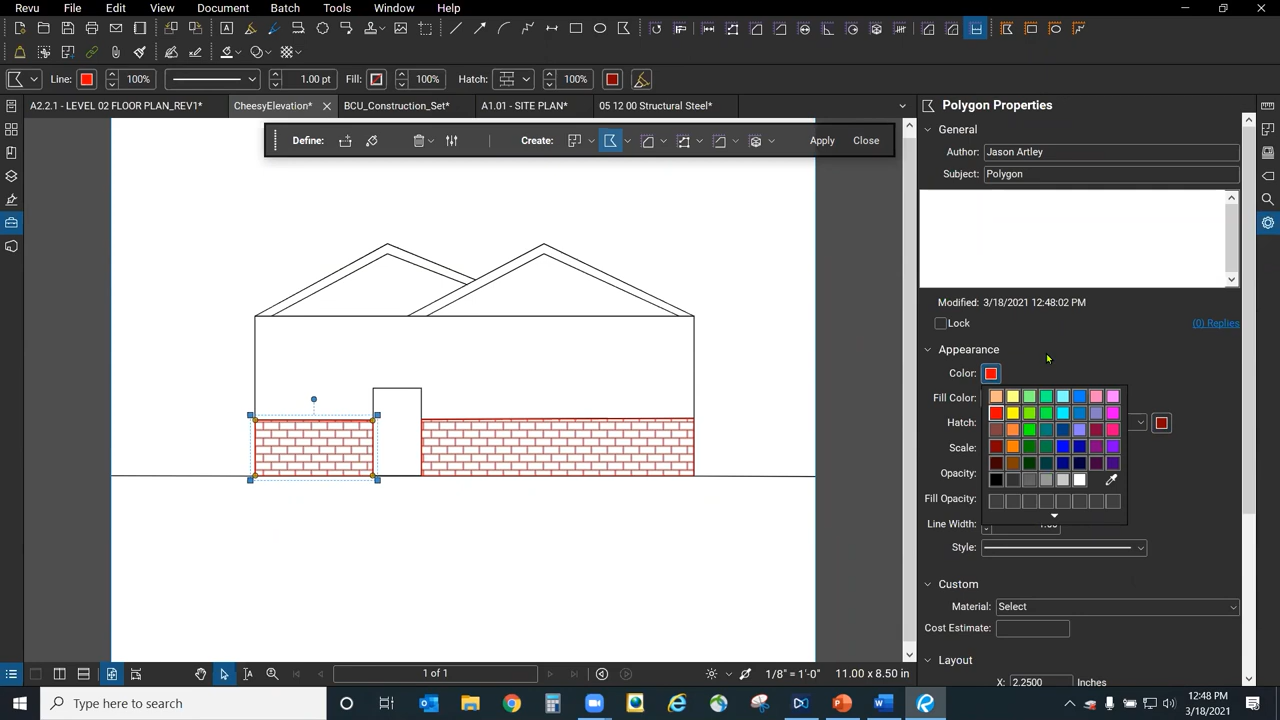 Revu File Edit View Document Batch Tools Window Help
Line: 100% 1.00 pt Fill: 100% Hatch: 100%
A2.2.1 - LEVEL 02 FLOOR PLAN_REV1* CheesyElevation* BCU_Construction_Set* A1.01 - SITE PLAN* 05 12 00 Structural Steel*
Define: Create: Apply Close
Polygon Properties
General
Author: Jason Artley
Subject: Polygon
Modified: 3/18/2021 12:48:02 PM
Lock (0) Replies
Appearance
Color:
Fill Color:
Hatch:
Scale:
Opacity:
Fill Opacity:
Line Width: 1.00
Style:
Custom
Material: Select
Cost Estimate:
Layout
X: 2.2500 Inches
1 of 1 1/8" = 1'-0" 11.00 x 8.50 in
Type here to search
12:48 PM
3/18/2021